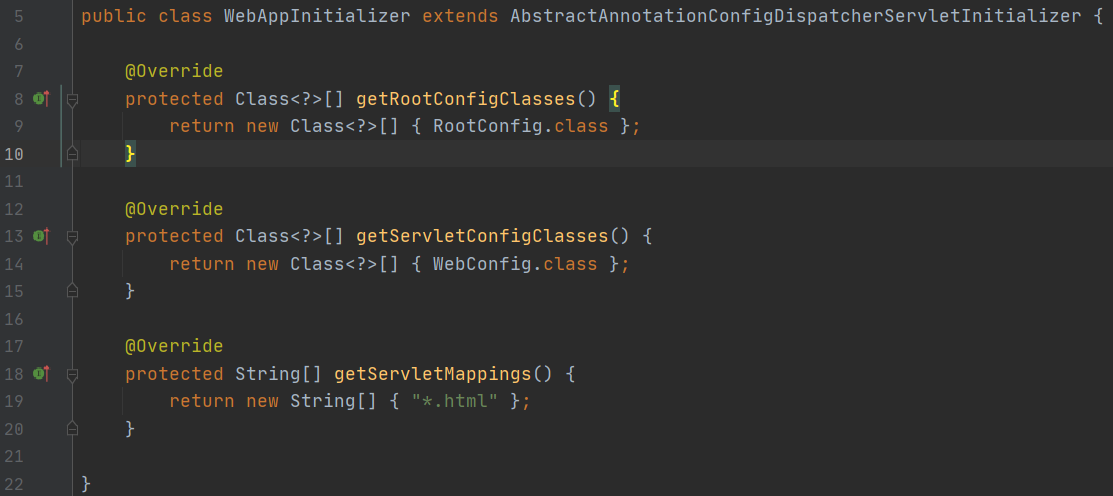 5 public class WebAppInitializer extends AbstractAnnotationConfigDispatcherServletInitializer {
6
7 @Override
8 protected Class<?>[] getRootConfigClasses() {
9 return new Class<?>[] { RootConfig.class };
10 }
11
12 @Override
13 protected Class<?>[] getServletConfigClasses() {
14 return new Class<?>[] { WebConfig.class };
15 }
16
17 @Override
18 protected String[] getServletMappings() {
19 return new String[] { "*.html" };
20 }
21
22 }